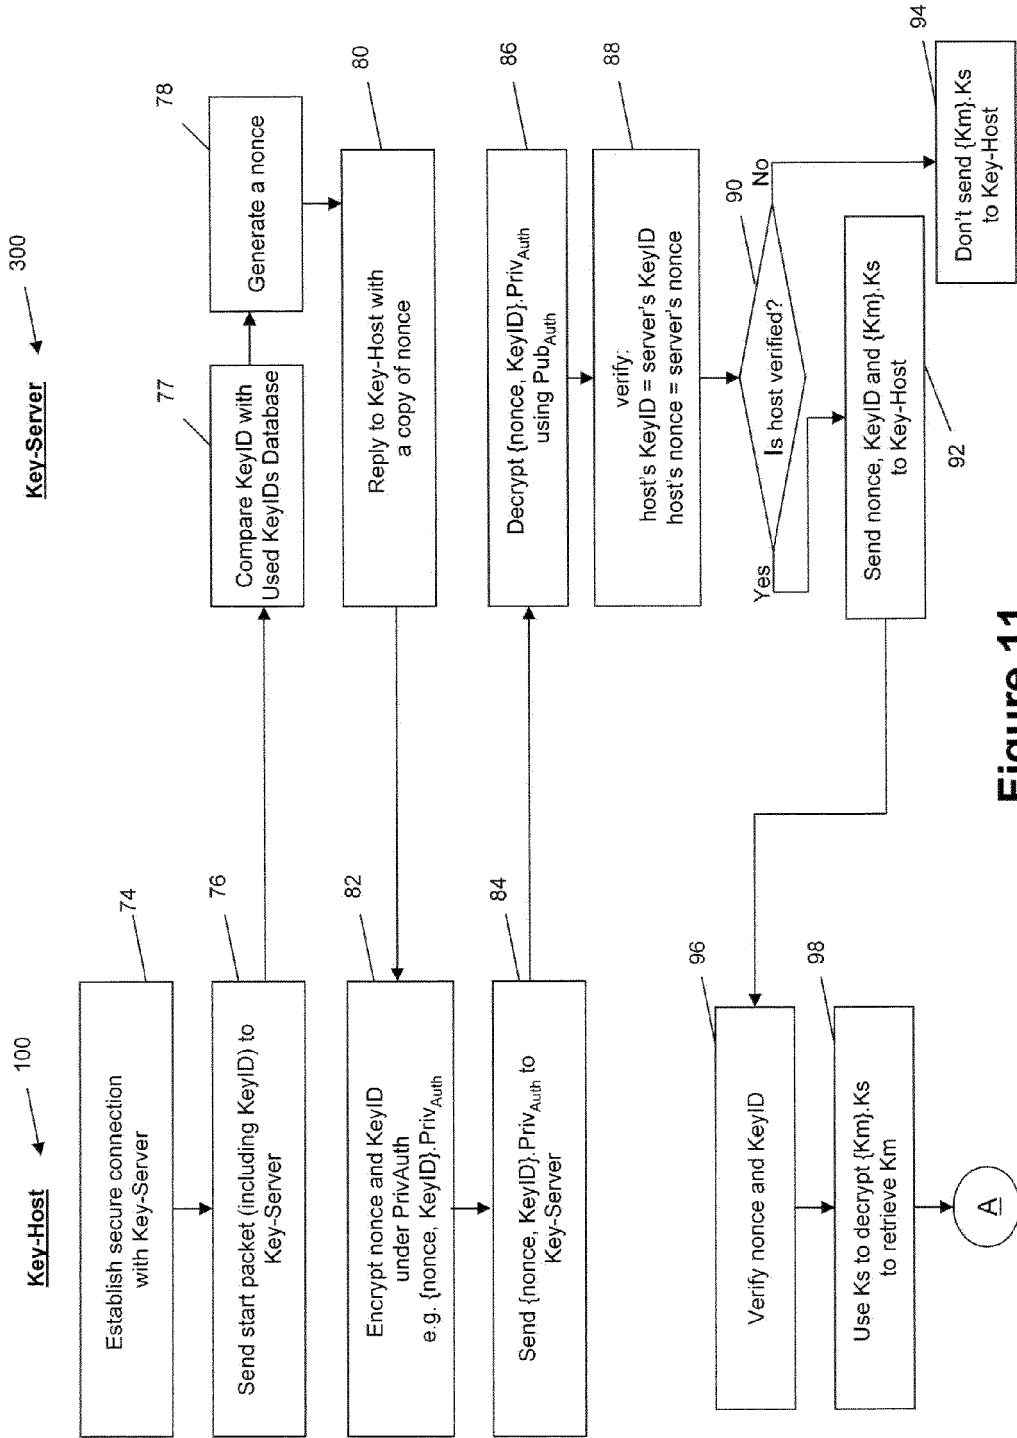 Key-Host
100
Key-Server
300
Establish secure connection
with Key-Server
74
Send start packet (including KeyID) to
Key-Server
76
Compare KeyID with
Used KeyIDs Database
77
Generate a nonce
78
Reply to Key-Host with
a copy of nonce
80
Encrypt nonce and KeyID
under PrivAuth
e.g. {nonce, KeyID}.PrivAuth
82
Send {nonce, KeyID}.PrivAuth to
Key-Server
84
Decrypt {nonce, KeyID}.PrivAuth
using PubAuth
86
verify:
host's KeyID = server's KeyID
host's nonce = server's nonce
88
Is host verified?
90
Yes
No
Send nonce, KeyID and {Km}.Ks
to Key-Host
92
Don't send {Km}.Ks
to Key-Host
94
Verify nonce and KeyID
96
Use Ks to decrypt {Km}.Ks
to retrieve Km
98
A
Figure 11